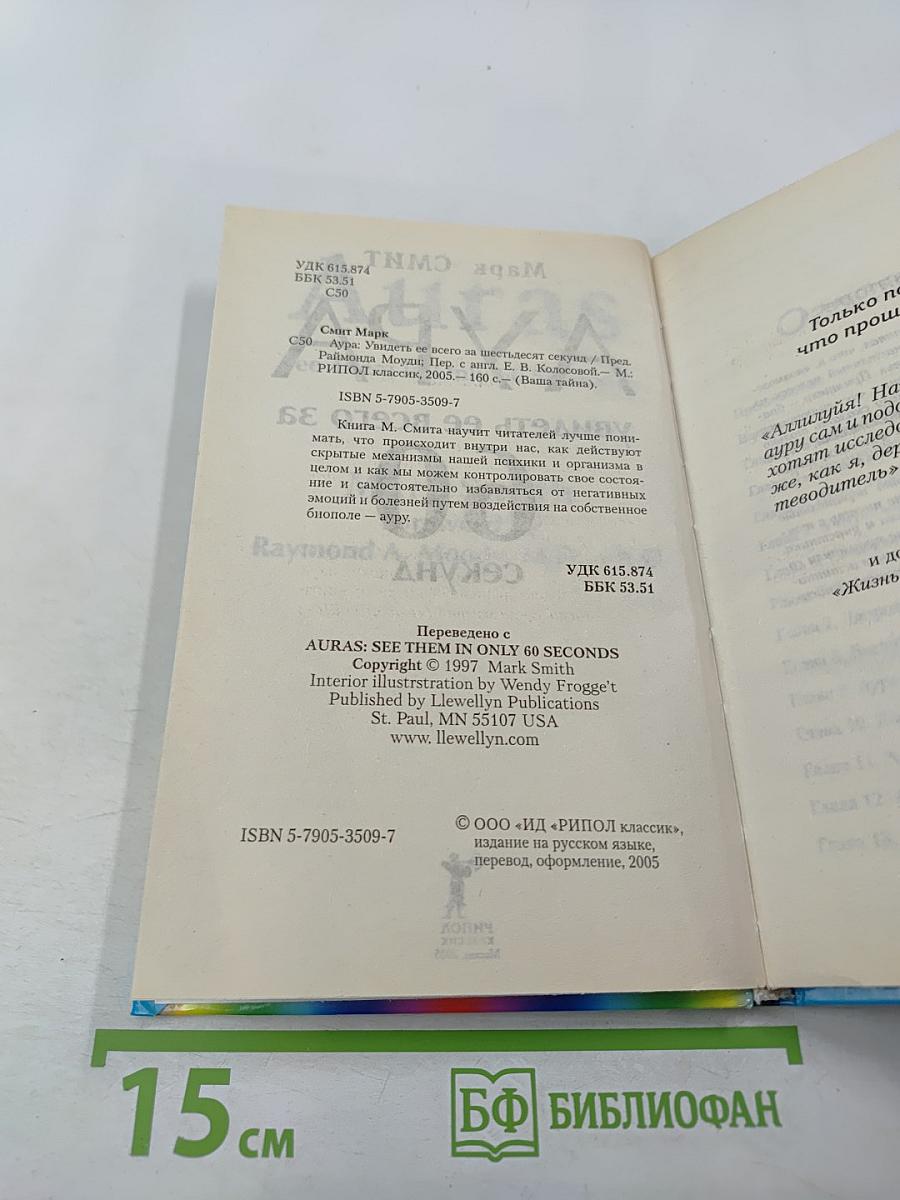 УДК 615.874
ББК 53.51
С50
Смит Марк
С50 Аура: Увидеть ее всего за шестьдесят секунд / Пред.
Раймонда Моуди; Пер. с англ. Е. В. Колосовой.— М.:
РИПОЛ классик, 2005.— 160 с.— (Ваша тайна).
ISBN 5-7905-3509-7
Книга М. Смита научит читателей лучше пони-
мать, что происходит внутри нас, как действуют
скрытые механизмы нашей психики и организма в
целом и как мы можем контролировать свое состоя-
ние и самостоятельно избавляться от негативных
эмоций и болезней путем воздействия на собственное
биополе — ауру.
УДК 615.874
ББК 53.51
Переведено с
AURAS: SEE THEM IN ONLY 60 SECONDS
Copyright © 1997 Mark Smith
Interior illustrstration by Wendy Frogge't
Published by Llewellyn Publications
St. Paul, MN 55107 USA
www. llewellyn.com
ISBN 5-7905-3509-7
© ООО «ИД «РИПОЛ классик»,
издание на русском языке,
перевод, оформление, 2005
Только по
что прош
«Аллилуйя! На
ауру сам и подо
хотят исследо
же, как я, дер
теводитель»
и до
«Жизнь
15 см
БФ БИБЛИОФАН